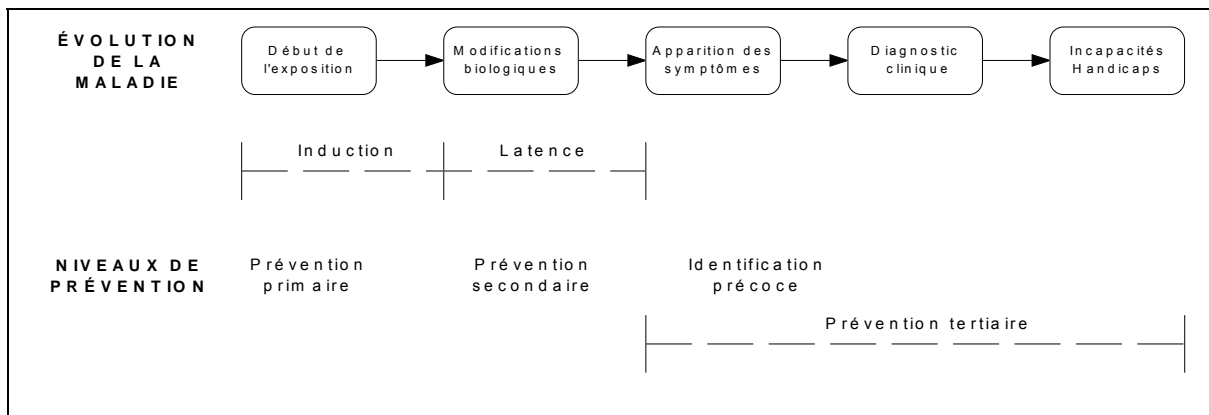 ÉVOLUTION
DE LA
MALADIE
Début de
l'exposition
Modifications
biologiques
Apparition des
symptômes
Diagnostic
clinique
Incapacités
Handicaps
Induction
Latence
NIVEAUX DE
PRÉVENTION
Prévention
primaire
Prévention
secondaire
Identification
précoce
Prévention tertiaire